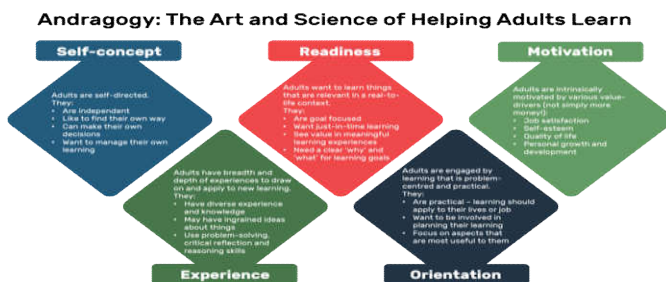 Andragogy: The Art and Science of Helping Adults Learn
Self-concept
Adults are self-directed.
They:
• Are independent
• Like to find their own way
• Can make their own
decisions
• Want to manage their own
learning
Adults have breadth and
depth of experiences to draw
on and apply to new learning.
They:
• Have diverse experience
and knowledge
• May have ingrained ideas
about things
• Use problem-solving,
critical reflection and
reasoning skills
Experience
Readiness
Adults want to learn things
that are relevant in a real-to-
life context.
They:
• Are goal focused
• Want just-in-time learning
• See value in meaningful
learning experiences
• Need a clear 'why' and
'what' for learning goals
Adults are engaged by
learning that is problem-
centred and practical.
They:
• Are practical – learning should
apply to their lives or job
• Want to be involved in
planning their learning
• Focus on aspects that
are most useful to them
Orientation
Motivation
Adults are intrinsically
motivated by various value-
drivers (not simply more
money!):
• Job satisfaction
• Self-esteem
• Quality of life
• Personal growth and
development